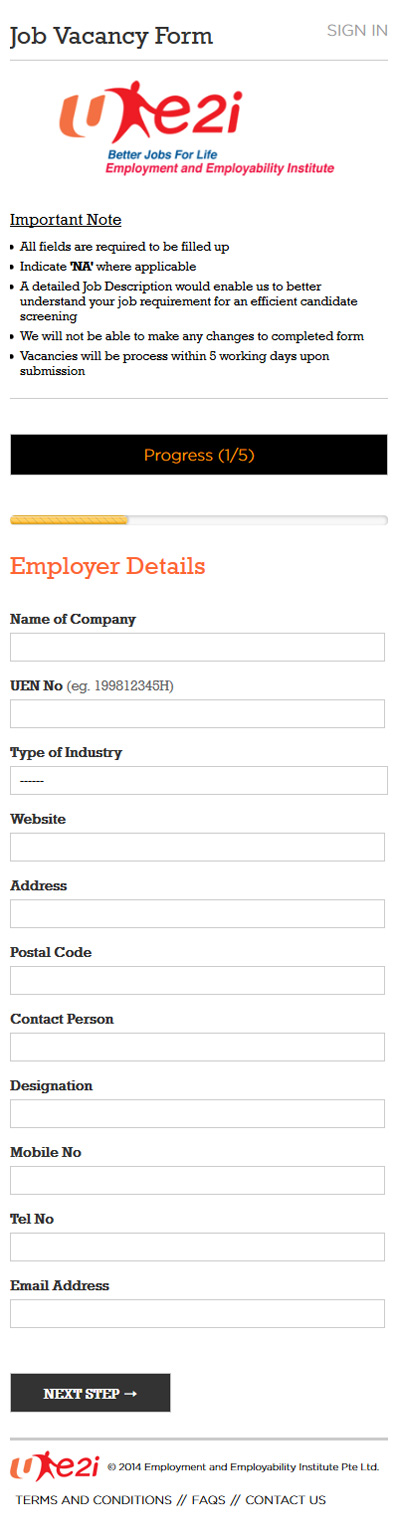 Job Vacancy Form
SIGN IN
U e2i
Better Jobs For Life
Employment and Employability Institute
Important Note
All fields are required to be filled up
Indicate 'NA' where applicable
A detailed Job Description would enable us to better
understand your job requirement for an efficient candidate
screening
We will not be able to make any changes to completed form
Vacancies will be process within 5 working days upon
submission
Progress (1/5)
Employer Details
Name of Company
UEN No (eg. 199812345H)
Type of Industry
------
Website
Address
Postal Code
Contact Person
Designation
Mobile No
Tel No
Email Address
NEXT STEP →
U e2i © 2014 Employment and Employability Institute Pte Ltd.
TERMS AND CONDITIONS // FAQS // CONTACT US